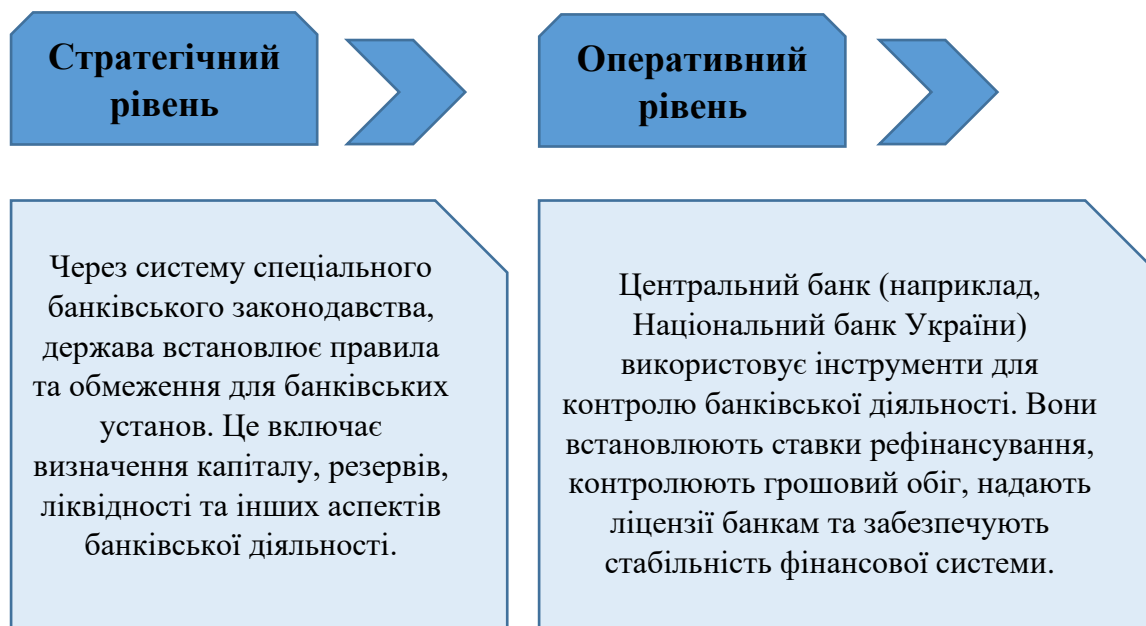 Стратегічний
рівень
Оперативний
рівень
Через систему спеціального
банківського законодавства,
держава встановлює правила
та обмеження для банківських
установ. Це включає
визначення капіталу, резервів,
ліквідності та інших аспектів
банківської діяльності.
Центральний банк (наприклад,
Національний банк України)
використовує інструменти для
контролю банківської діяльності. Вони
встановлюють ставки рефінансування,
контролюють грошовий обіг, надають
ліцензії банкам та забезпечують
стабільність фінансової системи.